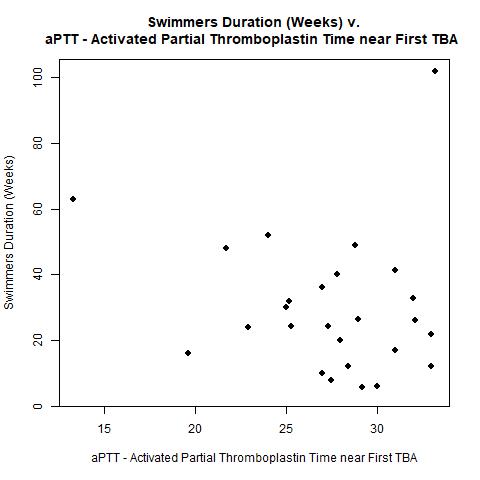 Swimmers Duration (Weeks) v.
aPTT - Activated Partial Thromboplastin Time near First TBA
Swimmers Duration (Weeks)
100
80
60
40
20
0
15 20 25 30
aPTT - Activated Partial Thromboplastin Time near First TBA